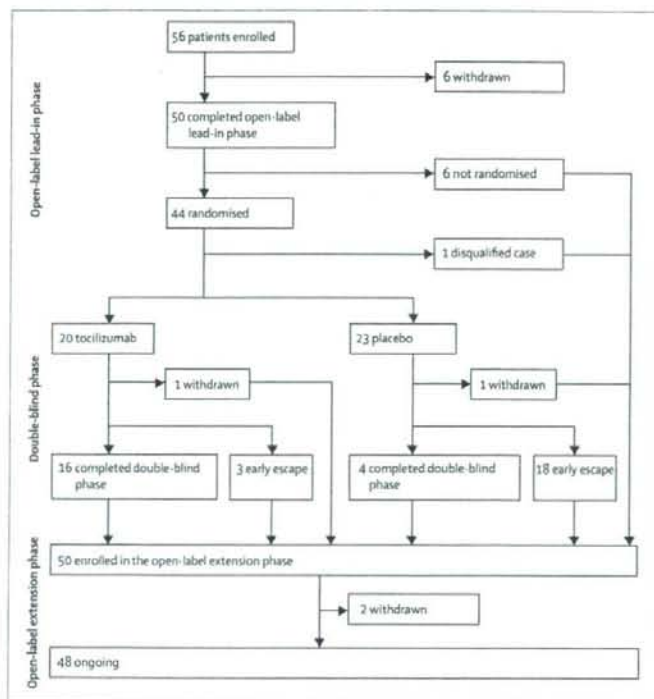 56 patients enrolled
6 withdrawn
50 completed open-label
lead-in phase
6 not randomised
44 randomised
1 disqualified case
Open-label lead-in phase
20 tocilizumab
23 placebo
1 withdrawn
1 withdrawn
16 completed double-blind
phase
3 early escape
4 completed double-blind
phase
18 early escape
Double-blind phase
50 enrolled in the open-label extension phase
2 withdrawn
48 ongoing
Open-label extension phase